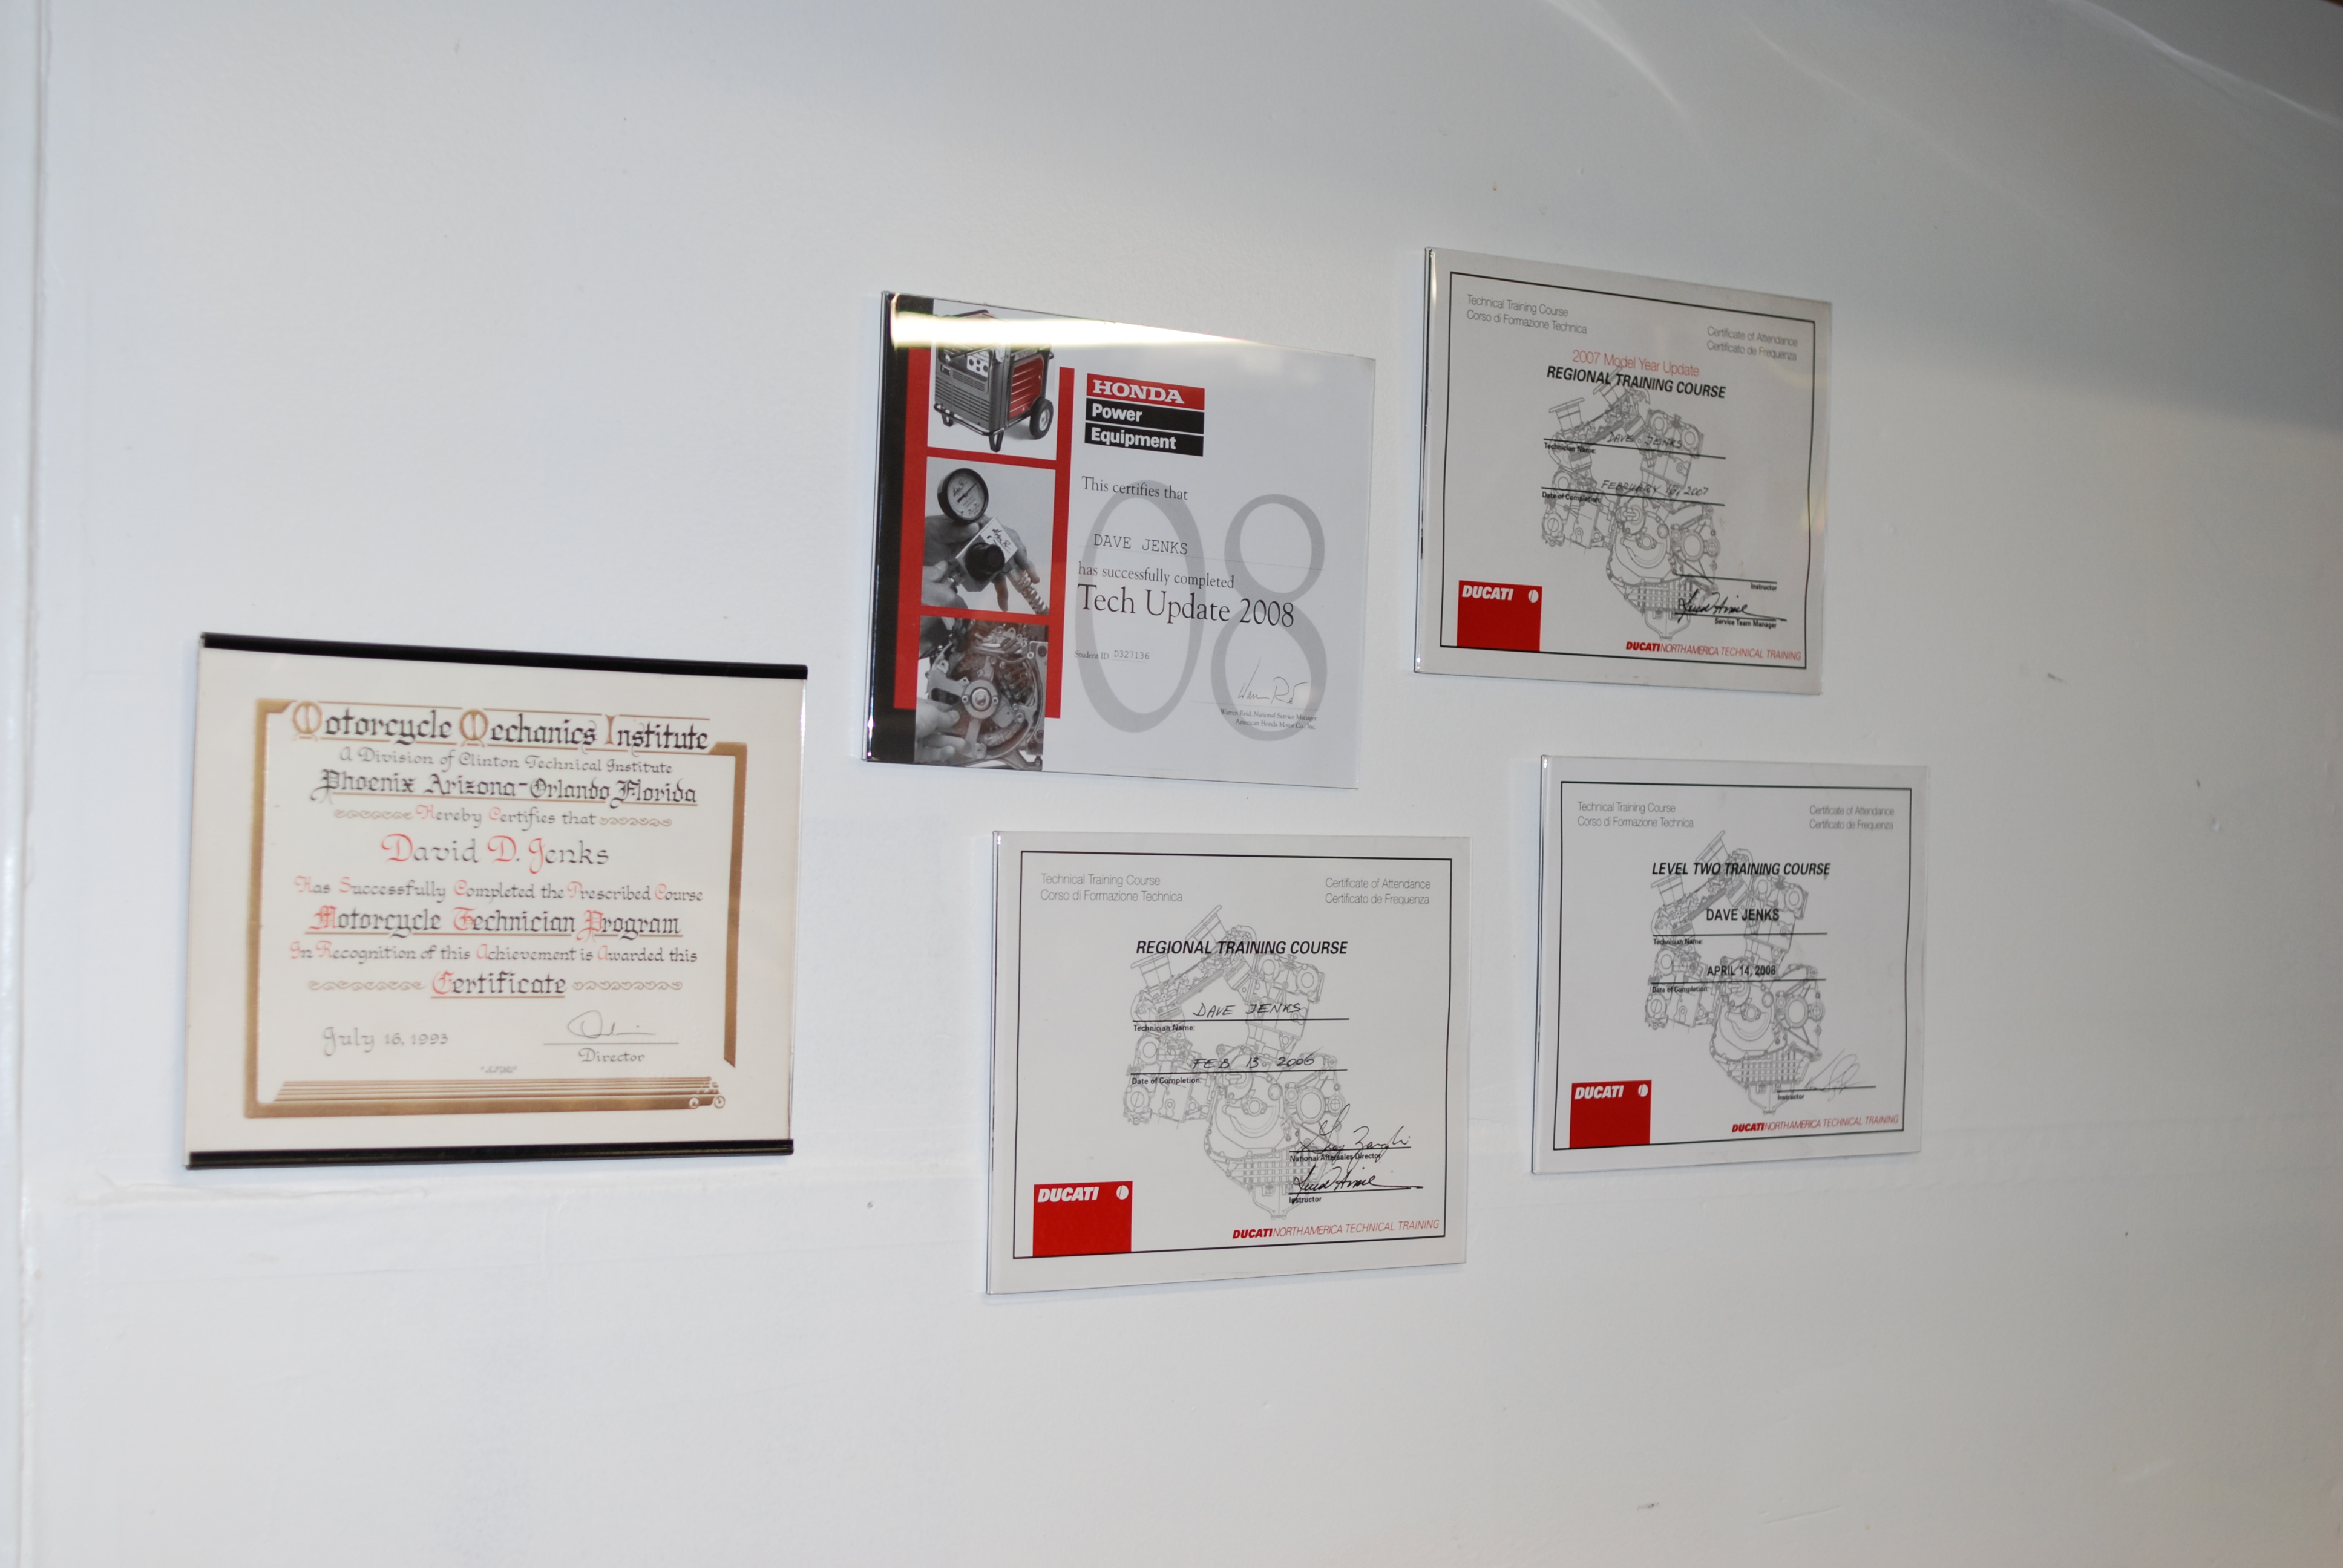 Motorcycle Mechanics Institute
A Division of Clinton Technical Institute
Phoenix Arizona-Orlando Florida
Hereby Certifies that
David D. Jenks
Has Successfully Completed the Prescribed Course
Motorcycle Technician Program
In Recognition of this Achievement is Awarded this
Certificate
July 16, 1993
Director
HONDA
Power
Equipment
This certifies that
08
DAVE JENKS
has successfully completed
Tech Update 2008
Student ID D327136
National Service Manager
American Honda Motor Co., Inc.
Technical Training Course
Corso di Formazione Technica
Certificate of Attendance
Certificato de Frequenza
2007 Model Year Update
REGIONAL TRAINING COURSE
DAVE JENKS
Technician Name:
FEBRUARY 2007
Date of Completion:
Instructor
Service Team Manager
DUCATI
DUCATI NORTH AMERICA TECHNICAL TRAINING
Technical Training Course
Corso di Formazione Technica
Certificate of Attendance
Certificato de Frequenza
REGIONAL TRAINING COURSE
DAVE JENKS
Technician Name:
FEB 13 2006
Date of Completion:
National Aftersales Director
Instructor
DUCATI
DUCATI NORTH AMERICA TECHNICAL TRAINING
Technical Training Course
Corso di Formazione Technica
Certificate of Attendance
Certificato de Frequenza
LEVEL TWO TRAINING COURSE
DAVE JENKS
Technician Name:
APRIL 14, 2008
Date of Completion:
Instructor
DUCATI
DUCATI NORTH AMERICA TECHNICAL TRAINING